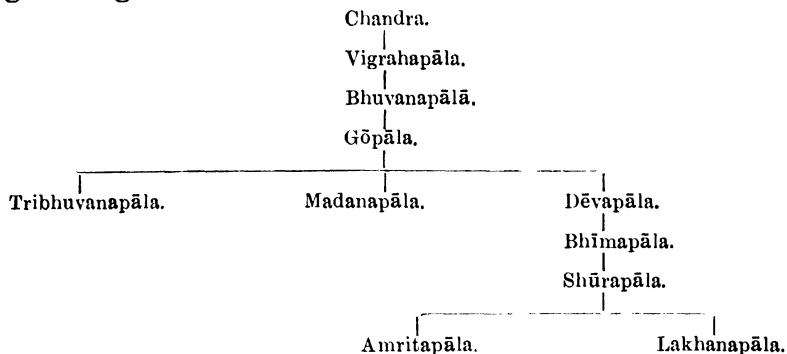 Chandra.
Vigrahapāla.
Bhuvanapālā.
Gōpāla.
Tribhuvanapāla. Madanapāla. Dēvapāla.
Bhīmapāla.
Shūrapāla.
Amritapāla. Lakhanapāla.